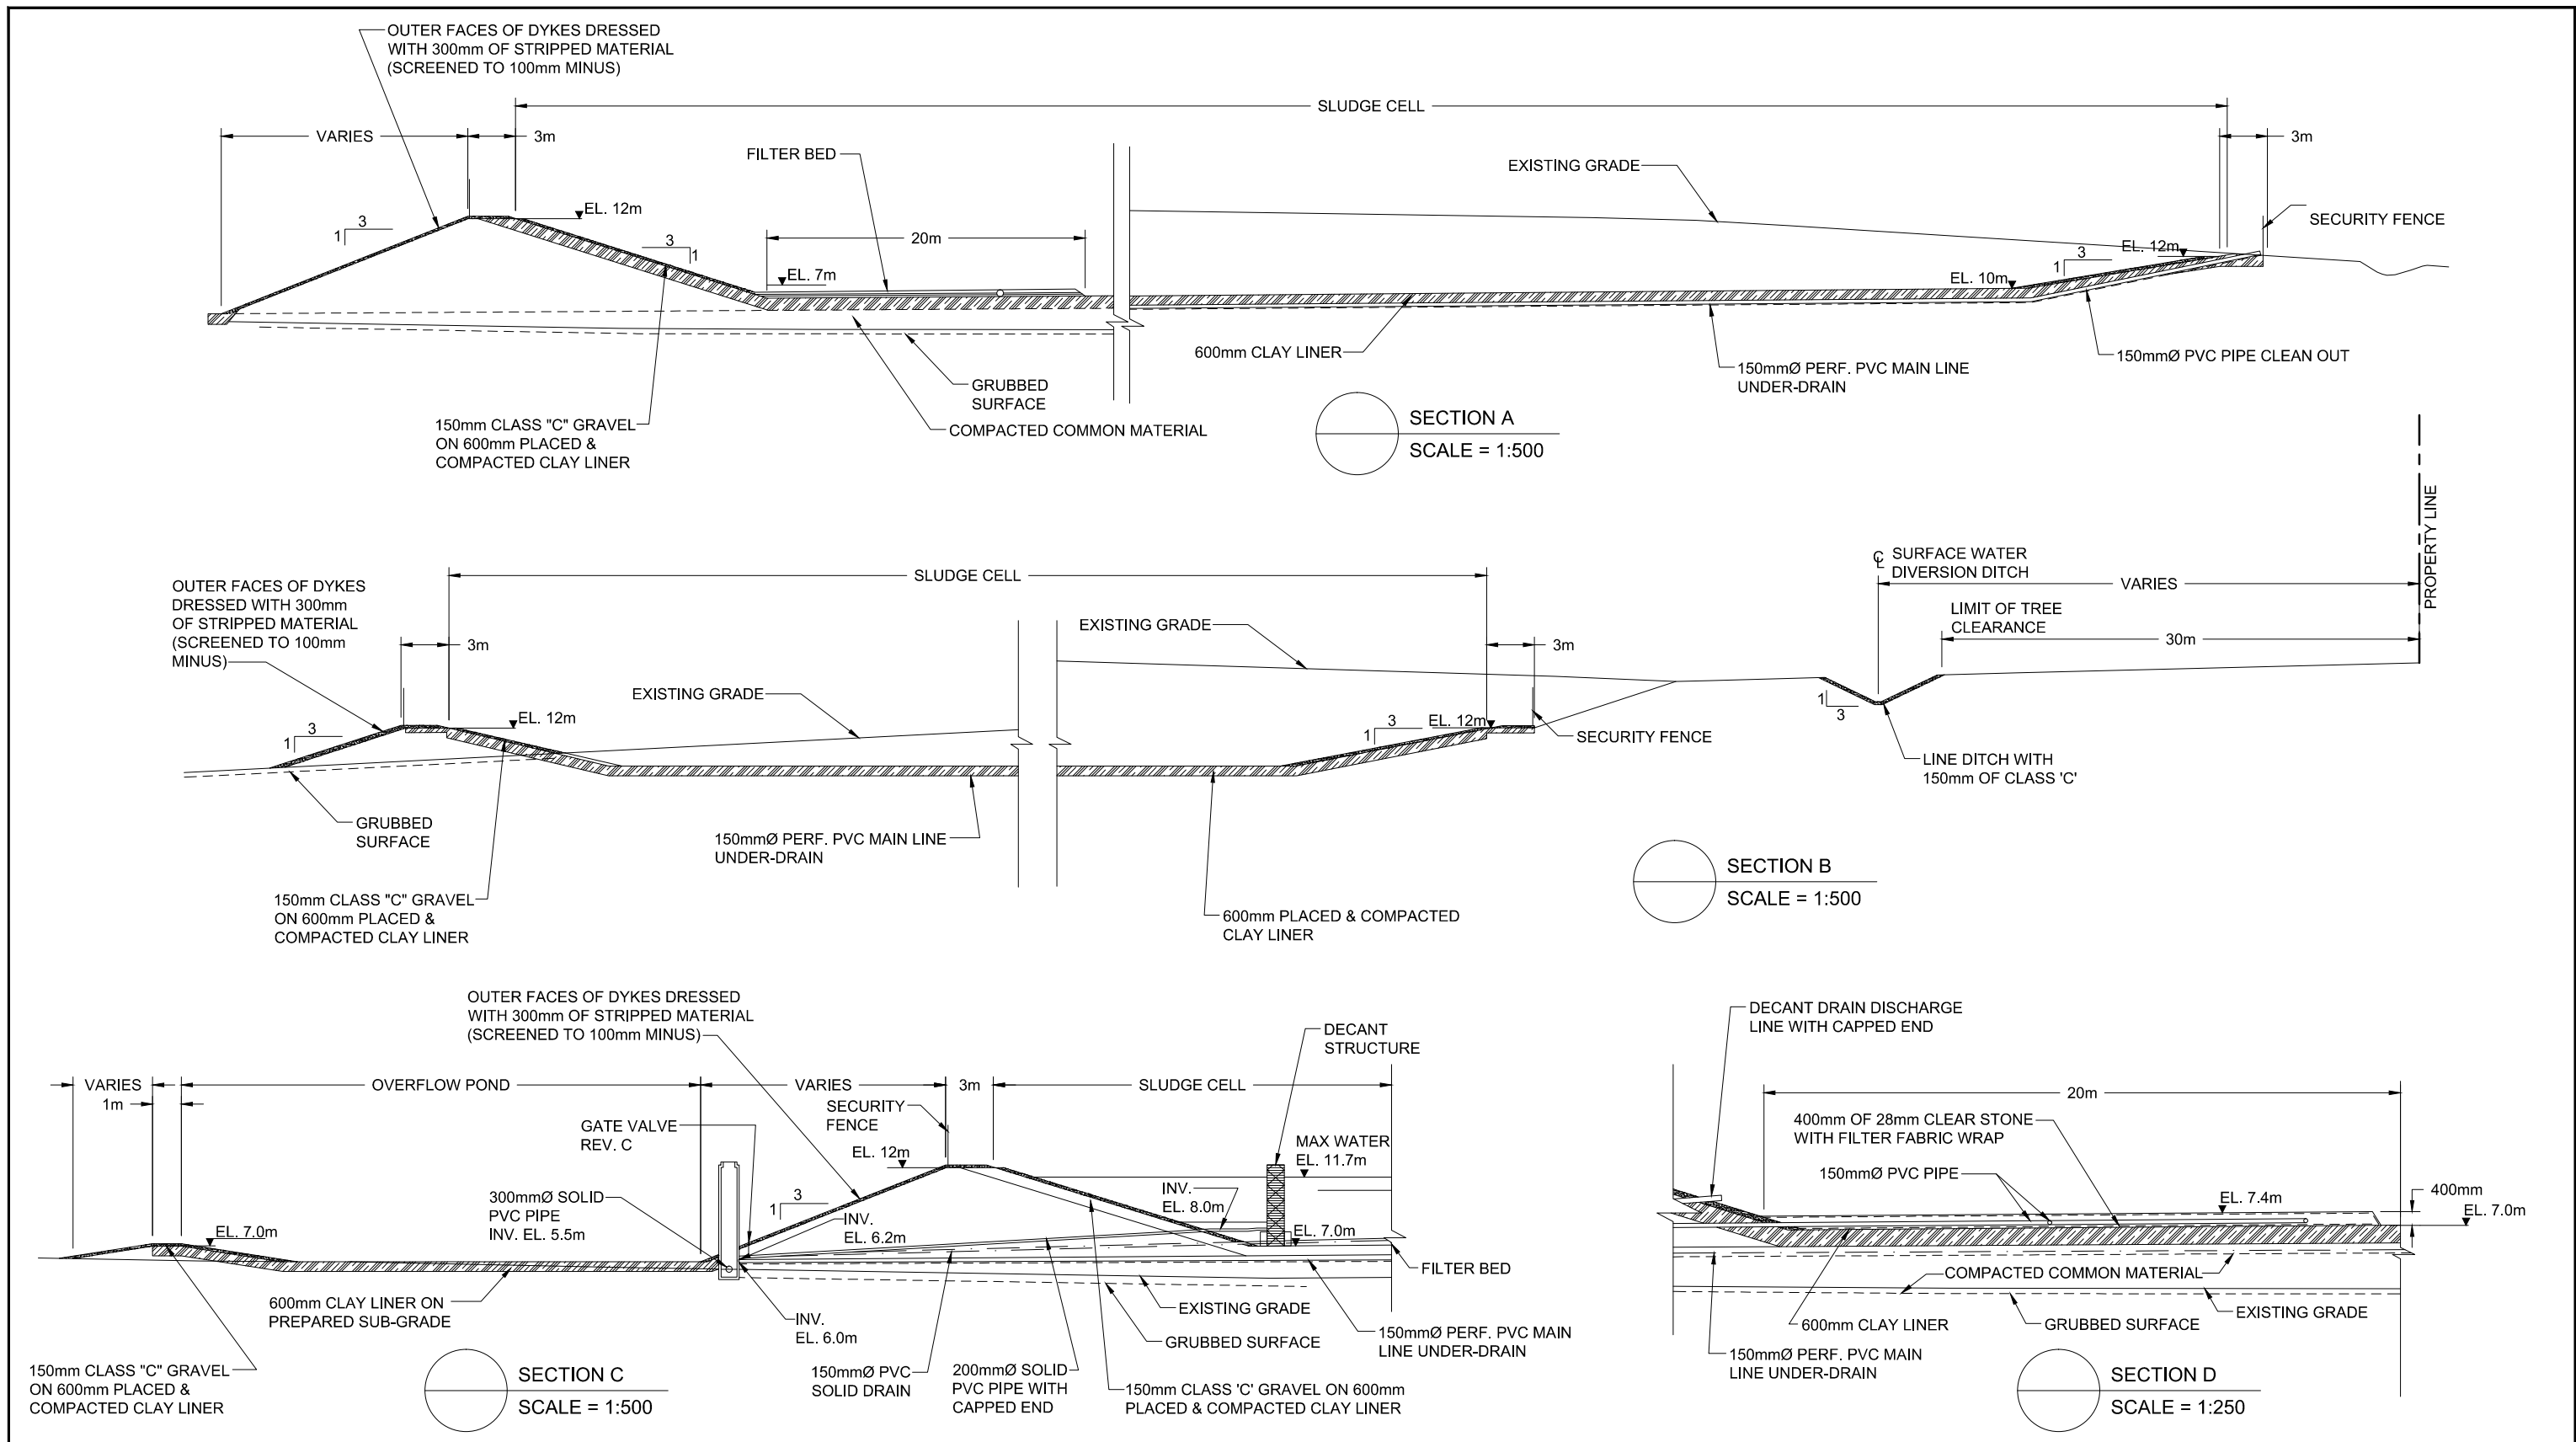 OUTER FACES OF DYKES DRESSED
WITH 300mm OF STRIPPED MATERIAL
(SCREENED TO 100mm MINUS)
SLUDGE CELL
VARIES
3m
3m
FILTER BED
EXISTING GRADE
SECURITY FENCE
EL. 12m
3
1
3
1
20m
EL. 7m
EL. 12m
3
1
EL. 10m
600mm CLAY LINER
150mmØ PERF. PVC MAIN LINE
UNDER-DRAIN
150mmØ PVC PIPE CLEAN OUT
GRUBBED
SURFACE
COMPACTED COMMON MATERIAL
150mm CLASS "C" GRAVEL
ON 600mm PLACED &
COMPACTED CLAY LINER
SECTION A
SCALE = 1:500
PROPERTY LINE
OUTER FACES OF DYKES
DRESSED WITH 300mm
OF STRIPPED MATERIAL
(SCREENED TO 100mm
MINUS)
SLUDGE CELL
3m
3m
℄ SURFACE WATER
DIVERSION DITCH
VARIES
LIMIT OF TREE
CLEARANCE
30m
EXISTING GRADE
EXISTING GRADE
EL. 12m
3
1
3
1
EL. 12m
SECURITY FENCE
1
3
LINE DITCH WITH
150mm OF CLASS 'C'
GRUBBED
SURFACE
150mmØ PERF. PVC MAIN LINE
UNDER-DRAIN
150mm CLASS "C" GRAVEL
ON 600mm PLACED &
COMPACTED CLAY LINER
600mm PLACED & COMPACTED
CLAY LINER
SECTION B
SCALE = 1:500
OUTER FACES OF DYKES DRESSED
WITH 300mm OF STRIPPED MATERIAL
(SCREENED TO 100mm MINUS)
DECANT
STRUCTURE
VARIES
1m
OVERFLOW POND
VARIES
3m
SLUDGE CELL
SECURITY
FENCE
GATE VALVE
REV. C
EL. 12m
MAX WATER
EL. 11.7m
300mmØ SOLID
PVC PIPE
INV. EL. 5.5m
3
1
INV.
EL. 6.2m
INV.
EL. 8.0m
EL. 7.0m
EL. 7.0m
FILTER BED
600mm CLAY LINER ON
PREPARED SUB-GRADE
INV.
EL. 6.0m
EXISTING GRADE
GRUBBED SURFACE
150mmØ PERF. PVC MAIN
LINE UNDER-DRAIN
150mm CLASS "C" GRAVEL
ON 600mm PLACED &
COMPACTED CLAY LINER
150mmØ PVC
SOLID DRAIN
200mmØ SOLID
PVC PIPE WITH
CAPPED END
150mm CLASS 'C' GRAVEL ON 600mm
PLACED & COMPACTED CLAY LINER
SECTION C
SCALE = 1:500
DECANT DRAIN DISCHARGE
LINE WITH CAPPED END
20m
400mm OF 28mm CLEAR STONE
WITH FILTER FABRIC WRAP
150mmØ PVC PIPE
EL. 7.4m
400mm
EL. 7.0m
COMPACTED COMMON MATERIAL
EXISTING GRADE
600mm CLAY LINER
GRUBBED SURFACE
150mmØ PERF. PVC MAIN
LINE UNDER-DRAIN
SECTION D
SCALE = 1:250